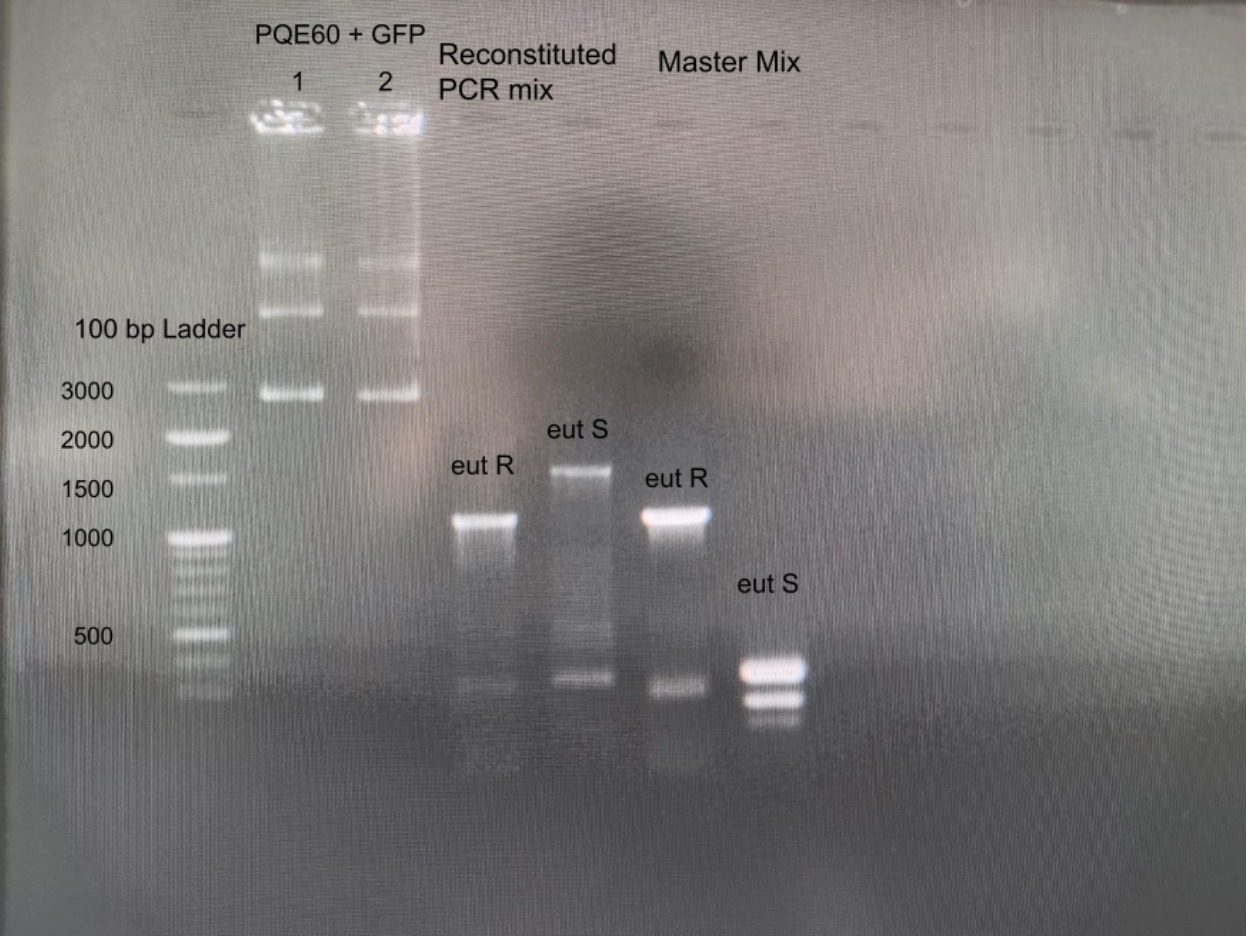 PQE60 + GFP
1 2
Reconstituted
PCR mix
Master Mix
100 bp Ladder
3000
2000
1500
1000
500
eut R
eut S
eut R
eut S